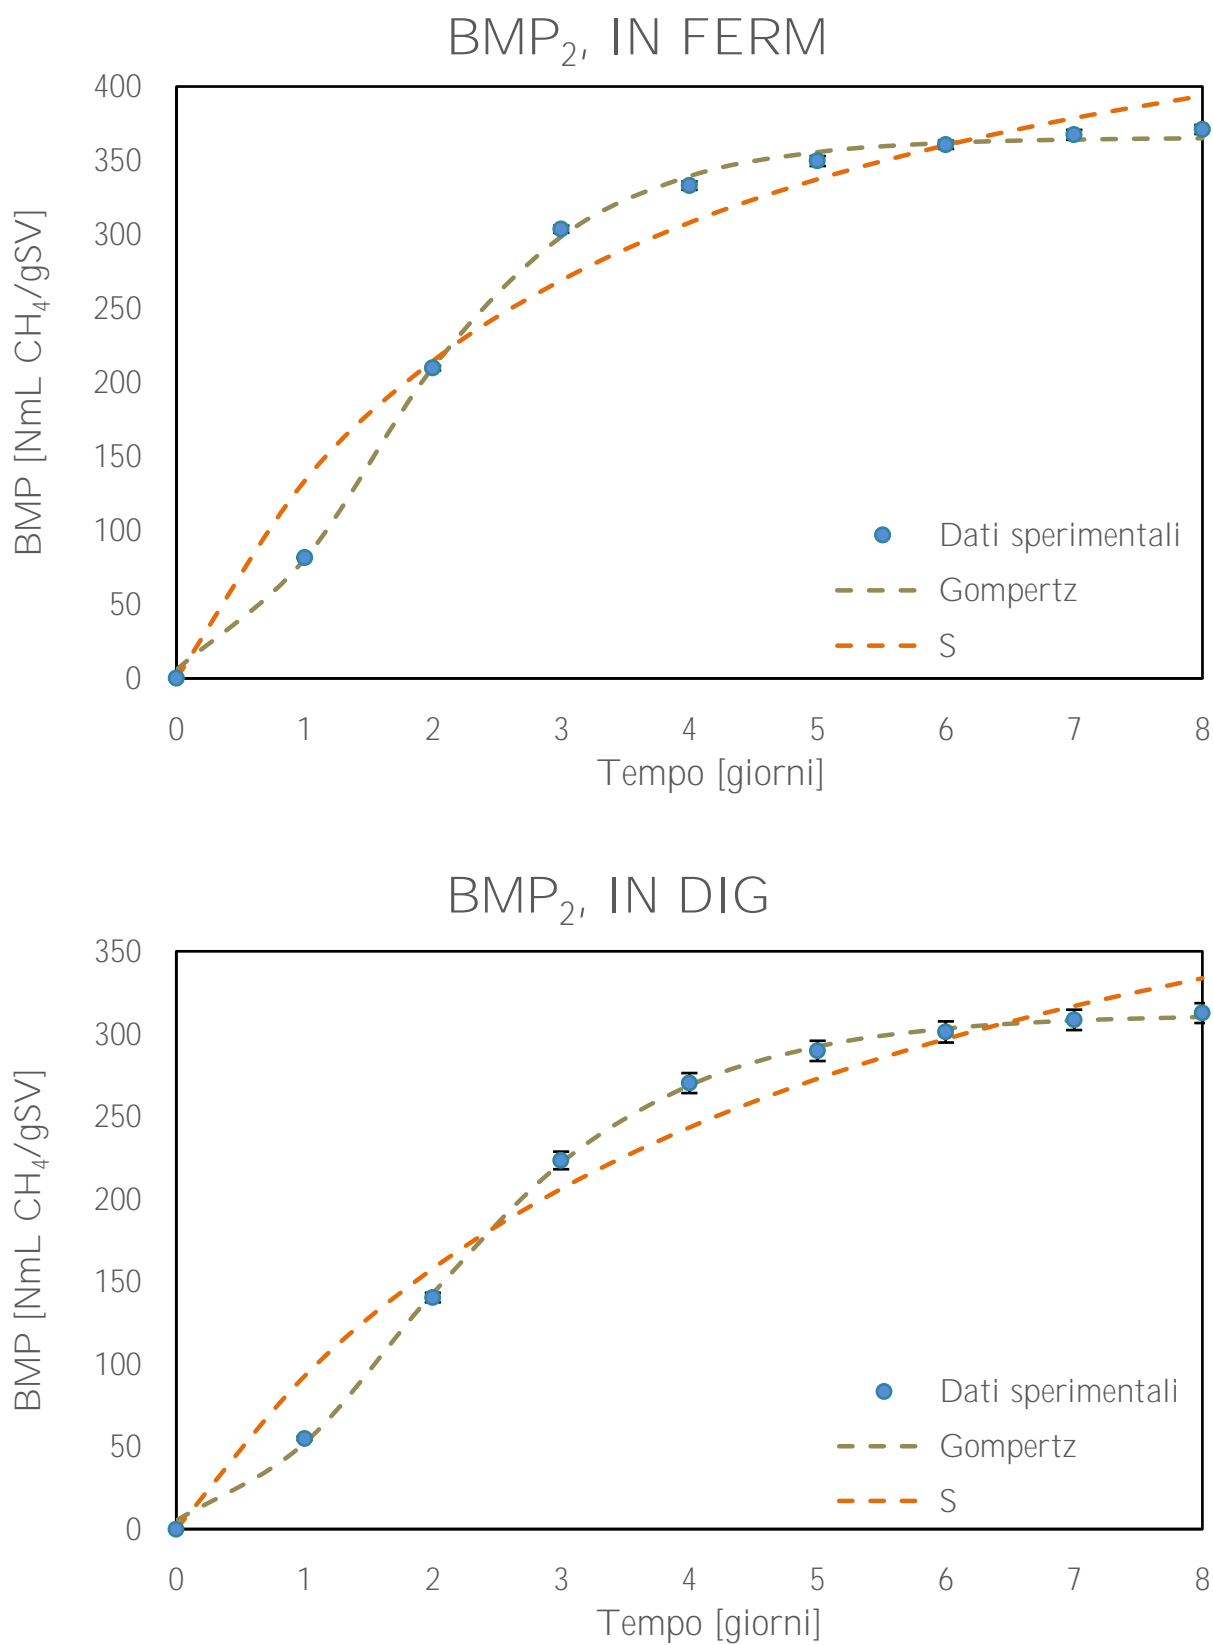 BMP₂, IN FERM
400
350
300
250
200
150
100
50
0
BMP [NmL CH₄/gSV]
Dati sperimentali
Gompertz
S
0 1 2 3 4 5 6 7 8
Tempo [giorni]
BMP₂, IN DIG
350
300
250
200
150
100
50
0
BMP [NmL CH₄/gSV]
Dati sperimentali
Gompertz
S
0 1 2 3 4 5 6 7 8
Tempo [giorni]